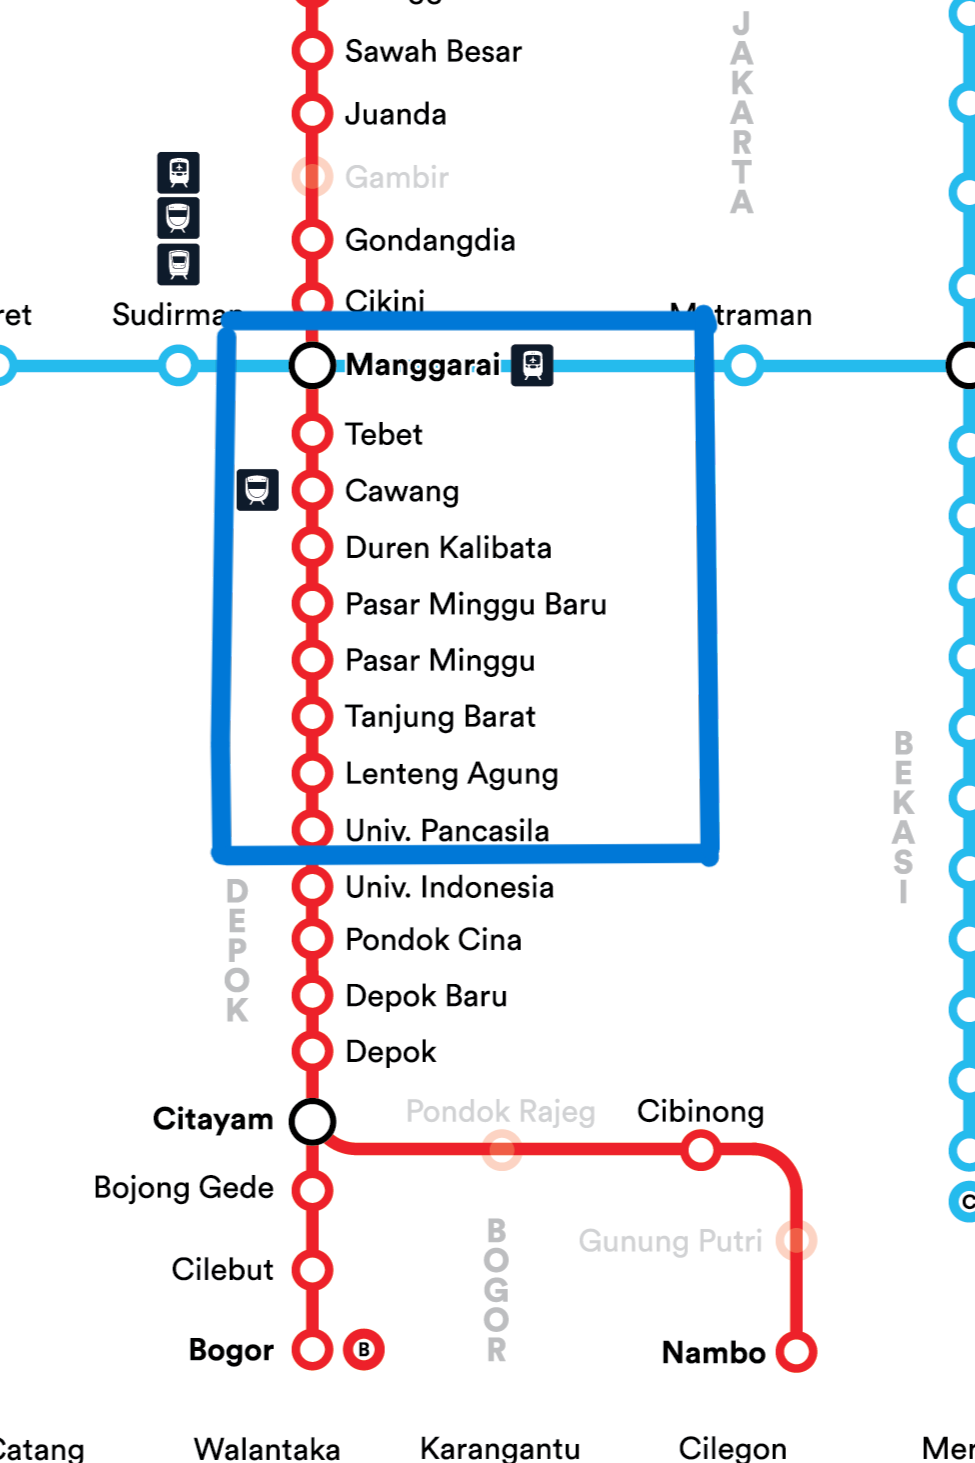 Sawah Besar
Juanda
Gambir
Gondangdia
Cikini
JAKARTA
Sudirman
Matraman
Manggarai
Tebet
Cawang
Duren Kalibata
Pasar Minggu Baru
Pasar Minggu
Tanjung Barat
Lenteng Agung
Univ. Pancasila
BEKASI
Univ. Indonesia
DEPOK
Pondok Cina
Depok Baru
Depok
Citayam
Pondok Rajeg
Cibinong
Bojong Gede
Gunung Putri
BOGOR
Cilebut
Bogor
B
Nambo
C
Walantaka
Karangantu
Cilegon